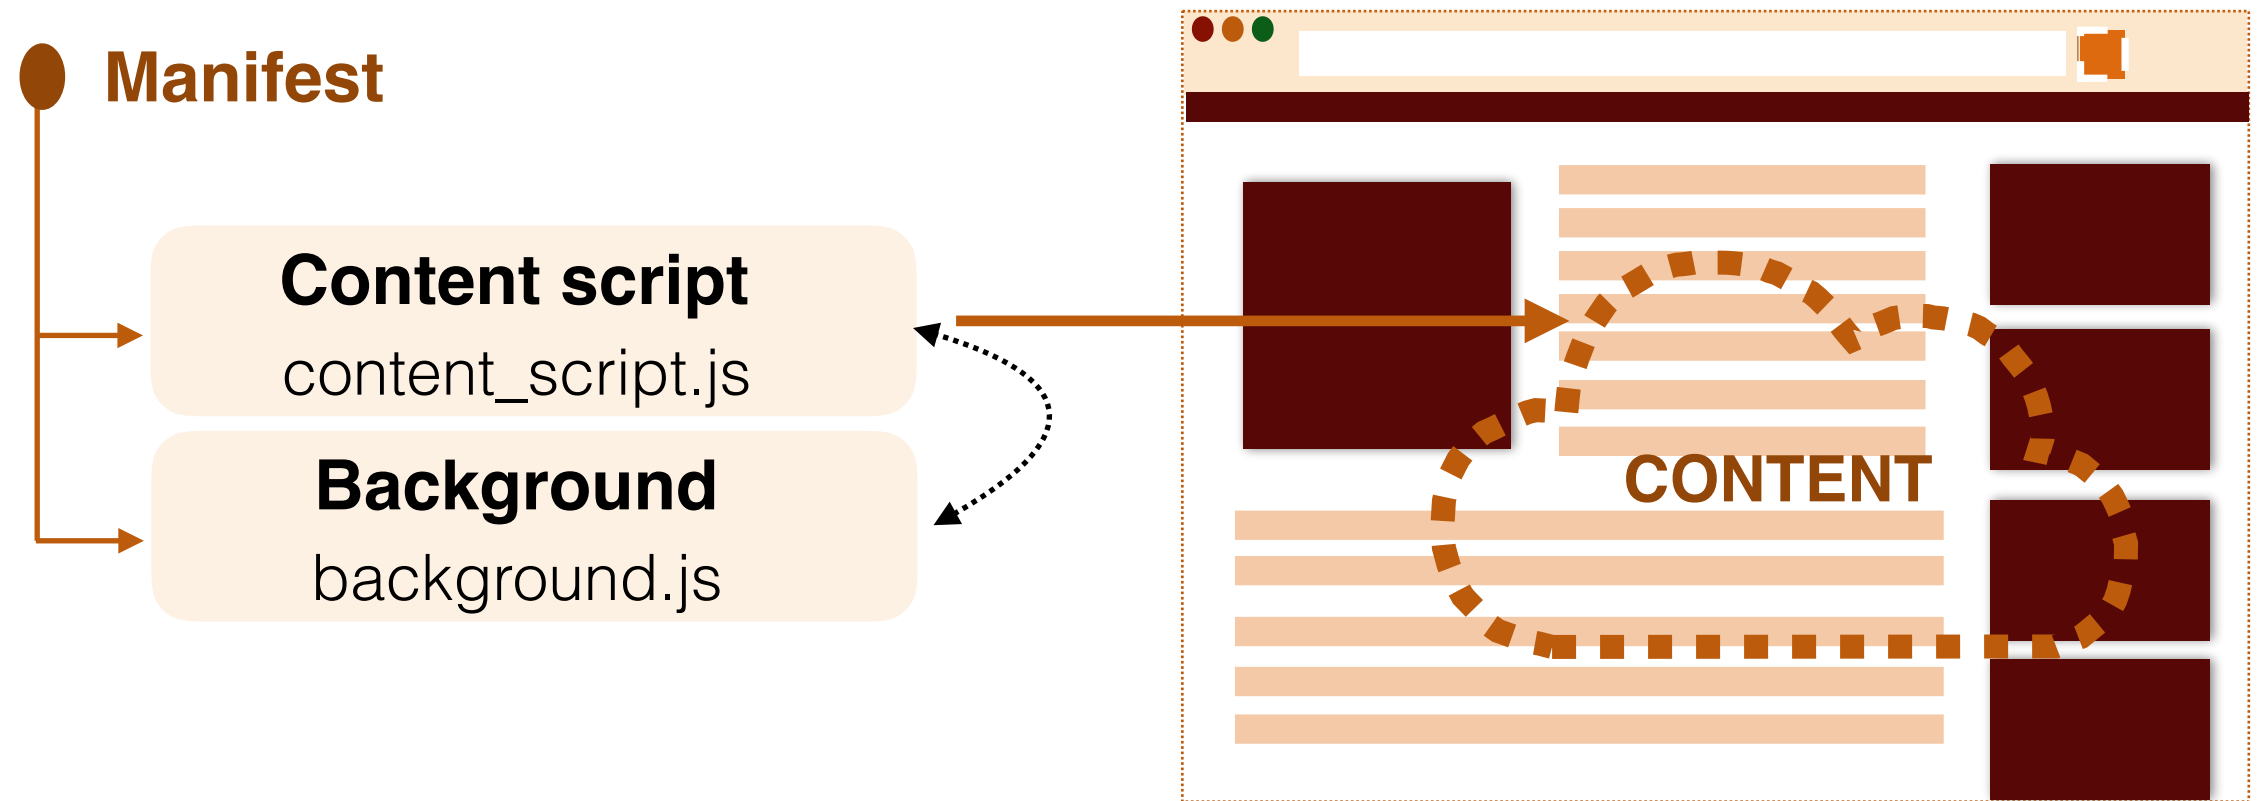 Manifest
Content script
content_script.js
Background
background.js
CONTENT